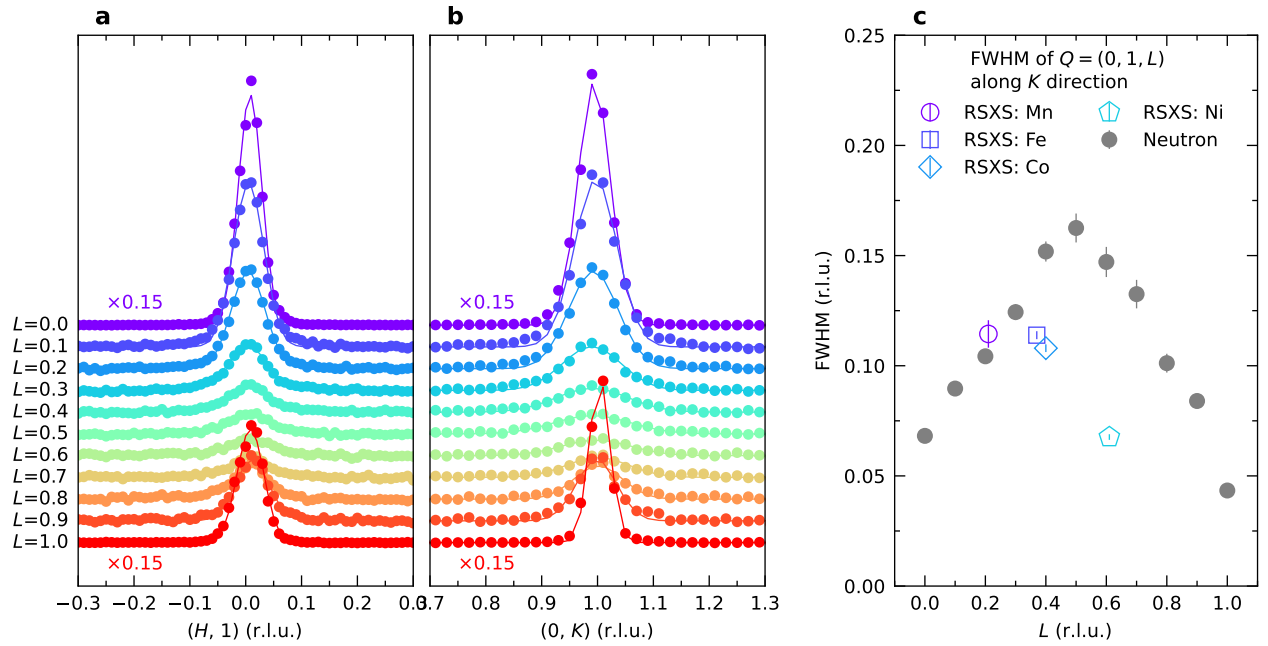 a
b
c
×0.15
×0.15
L=0.0
L=0.1
L=0.2
L=0.3
L=0.4
L=0.5
L=0.6
L=0.7
L=0.8
L=0.9
L=1.0
×0.15
×0.15
−0.3 −0.2 −0.1 0.0 0.1 0.2 0.3
(H, 1) (r.l.u.)
0.7 0.8 0.9 1.0 1.1 1.2 1.3
(0, K) (r.l.u.)
FWHM (r.l.u.)
0.25
0.20
0.15
0.10
0.05
0.00
FWHM of Q = (0, 1, L)
along K direction
RSXS: Mn
RSXS: Fe
RSXS: Co
RSXS: Ni
Neutron
0.0 0.2 0.4 0.6 0.8 1.0
L (r.l.u.)